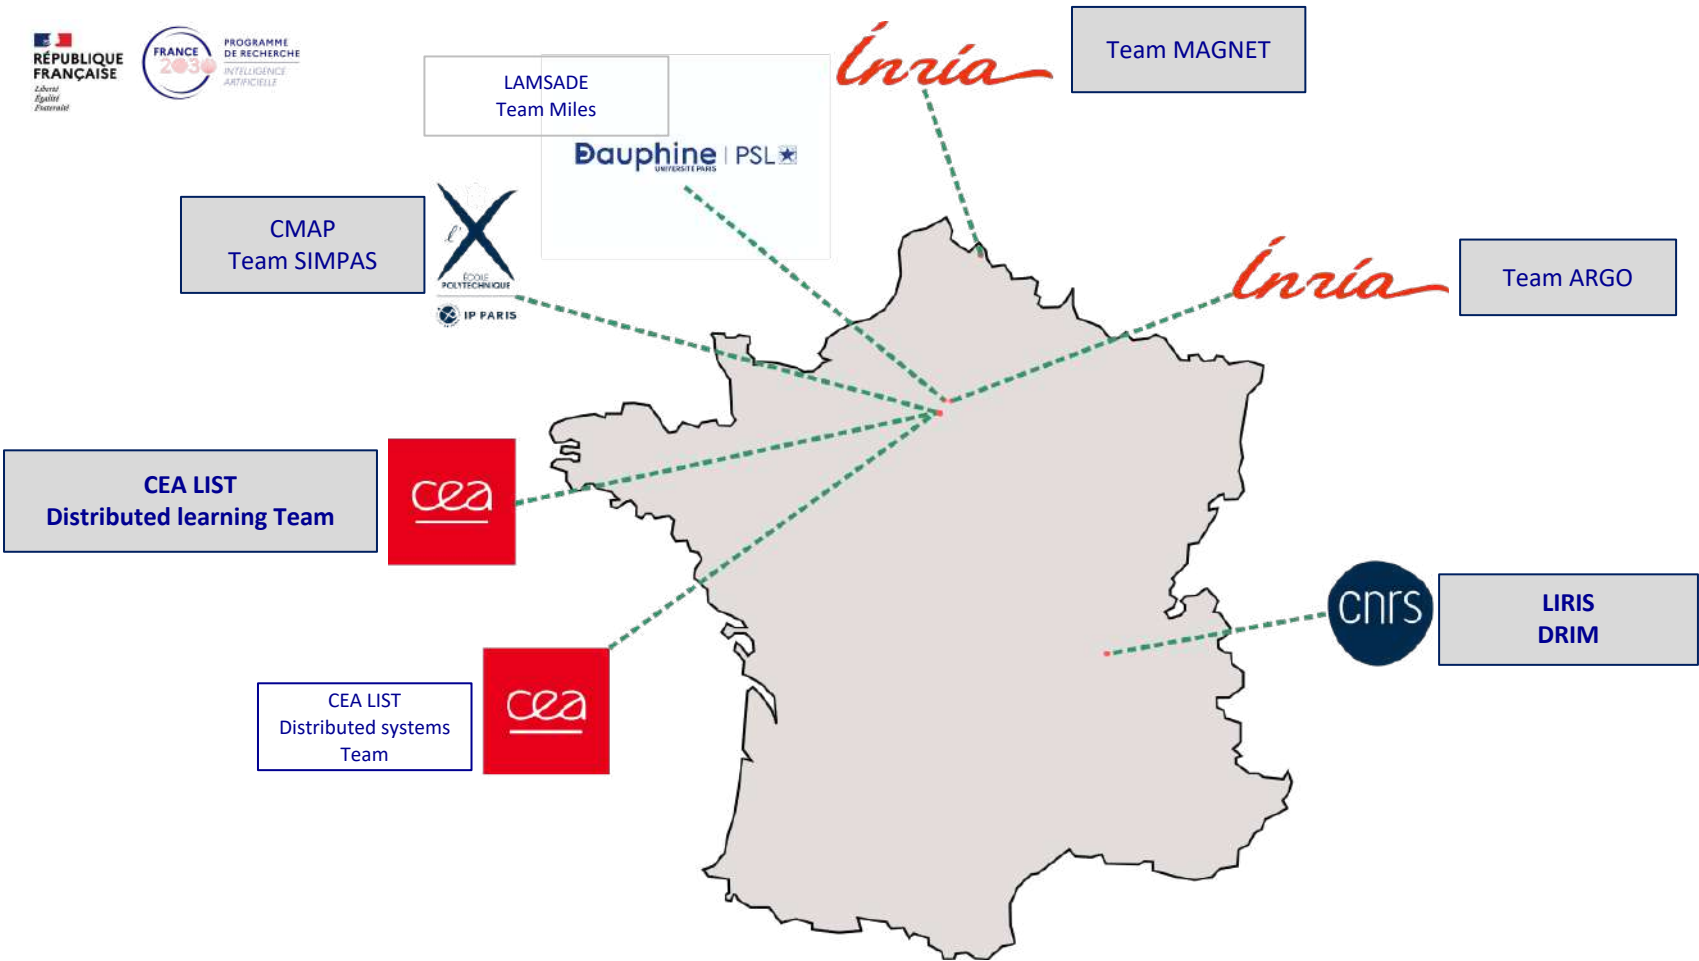 RÉPUBLIQUE
FRANÇAISE
Liberté
Égalité
Fraternité
FRANCE
2030
PROGRAMME
DE RECHERCHE
INTELLIGENCE
ARTIFICIELLE
LAMSADE
Team Miles
Dauphine | PSL
UNIVERSITÉ PARIS
Inria
Team MAGNET
CMAP
Team SIMPAS
l'X
ÉCOLE
POLYTECHNIQUE
IP PARIS
Inria
Team ARGO
CEA LIST
Distributed learning Team
cea
cnrs
LIRIS
DRIM
CEA LIST
Distributed systems
Team
cea